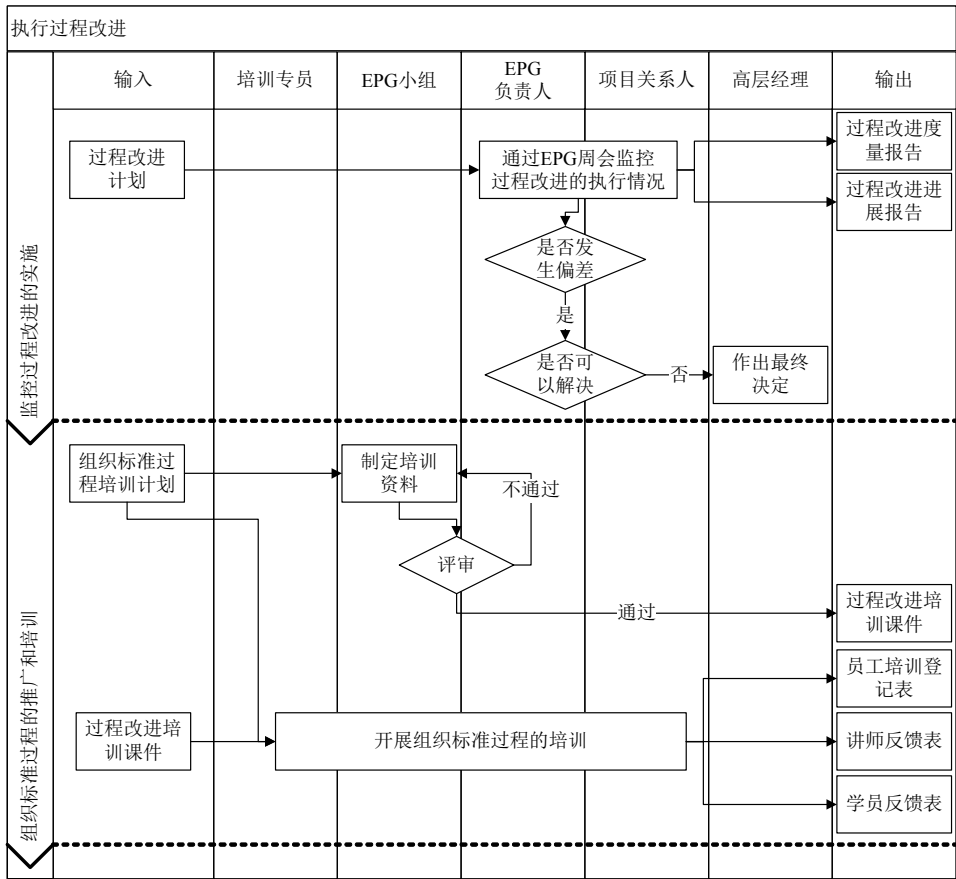 执行过程改进
输入
培训专员
EPG小组
EPG
负责人
项目关系人
高层经理
输出
监控过程改进的实施
过程改进
计划
通过EPG周会监控
过程改进的执行情况
过程改进度
量报告
过程改进进
展报告
是否发
生偏差
是
是否可
以解决
否
作出最终
决定
组织标准过程的推广和培训
组织标准过
程培训计划
制定培训
资料
不通过
评审
通过
过程改进培
训课件
员工培训登
记表
过程改进培
训课件
开展组织标准过程的培训
讲师反馈表
学员反馈表